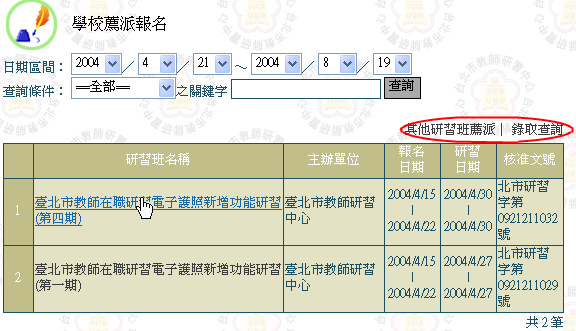 學校薦派報名
日期區間： 2004 ／ 4 ／ 21 ～ 2004 ／ 8 ／ 19
查詢條件： ==全部== 之關鍵字 查詢
其他研習班薦派｜ 錄取查詢
研習班名稱 主辦單位 報名日期 研習日期 核准文號
1 臺北市教師在職研習電子護照新增功能研習(第四期) 臺北市教師研習中心 2004/4/15 | 2004/4/22 2004/4/30 | 2004/4/30 北市研習字第0921211032號
2 臺北市教師在職研習電子護照新增功能研習(第一期) 臺北市教師研習中心 2004/4/15 | 2004/4/22 2004/4/27 | 2004/4/27 北市研習字第0921211029號
共 2 筆